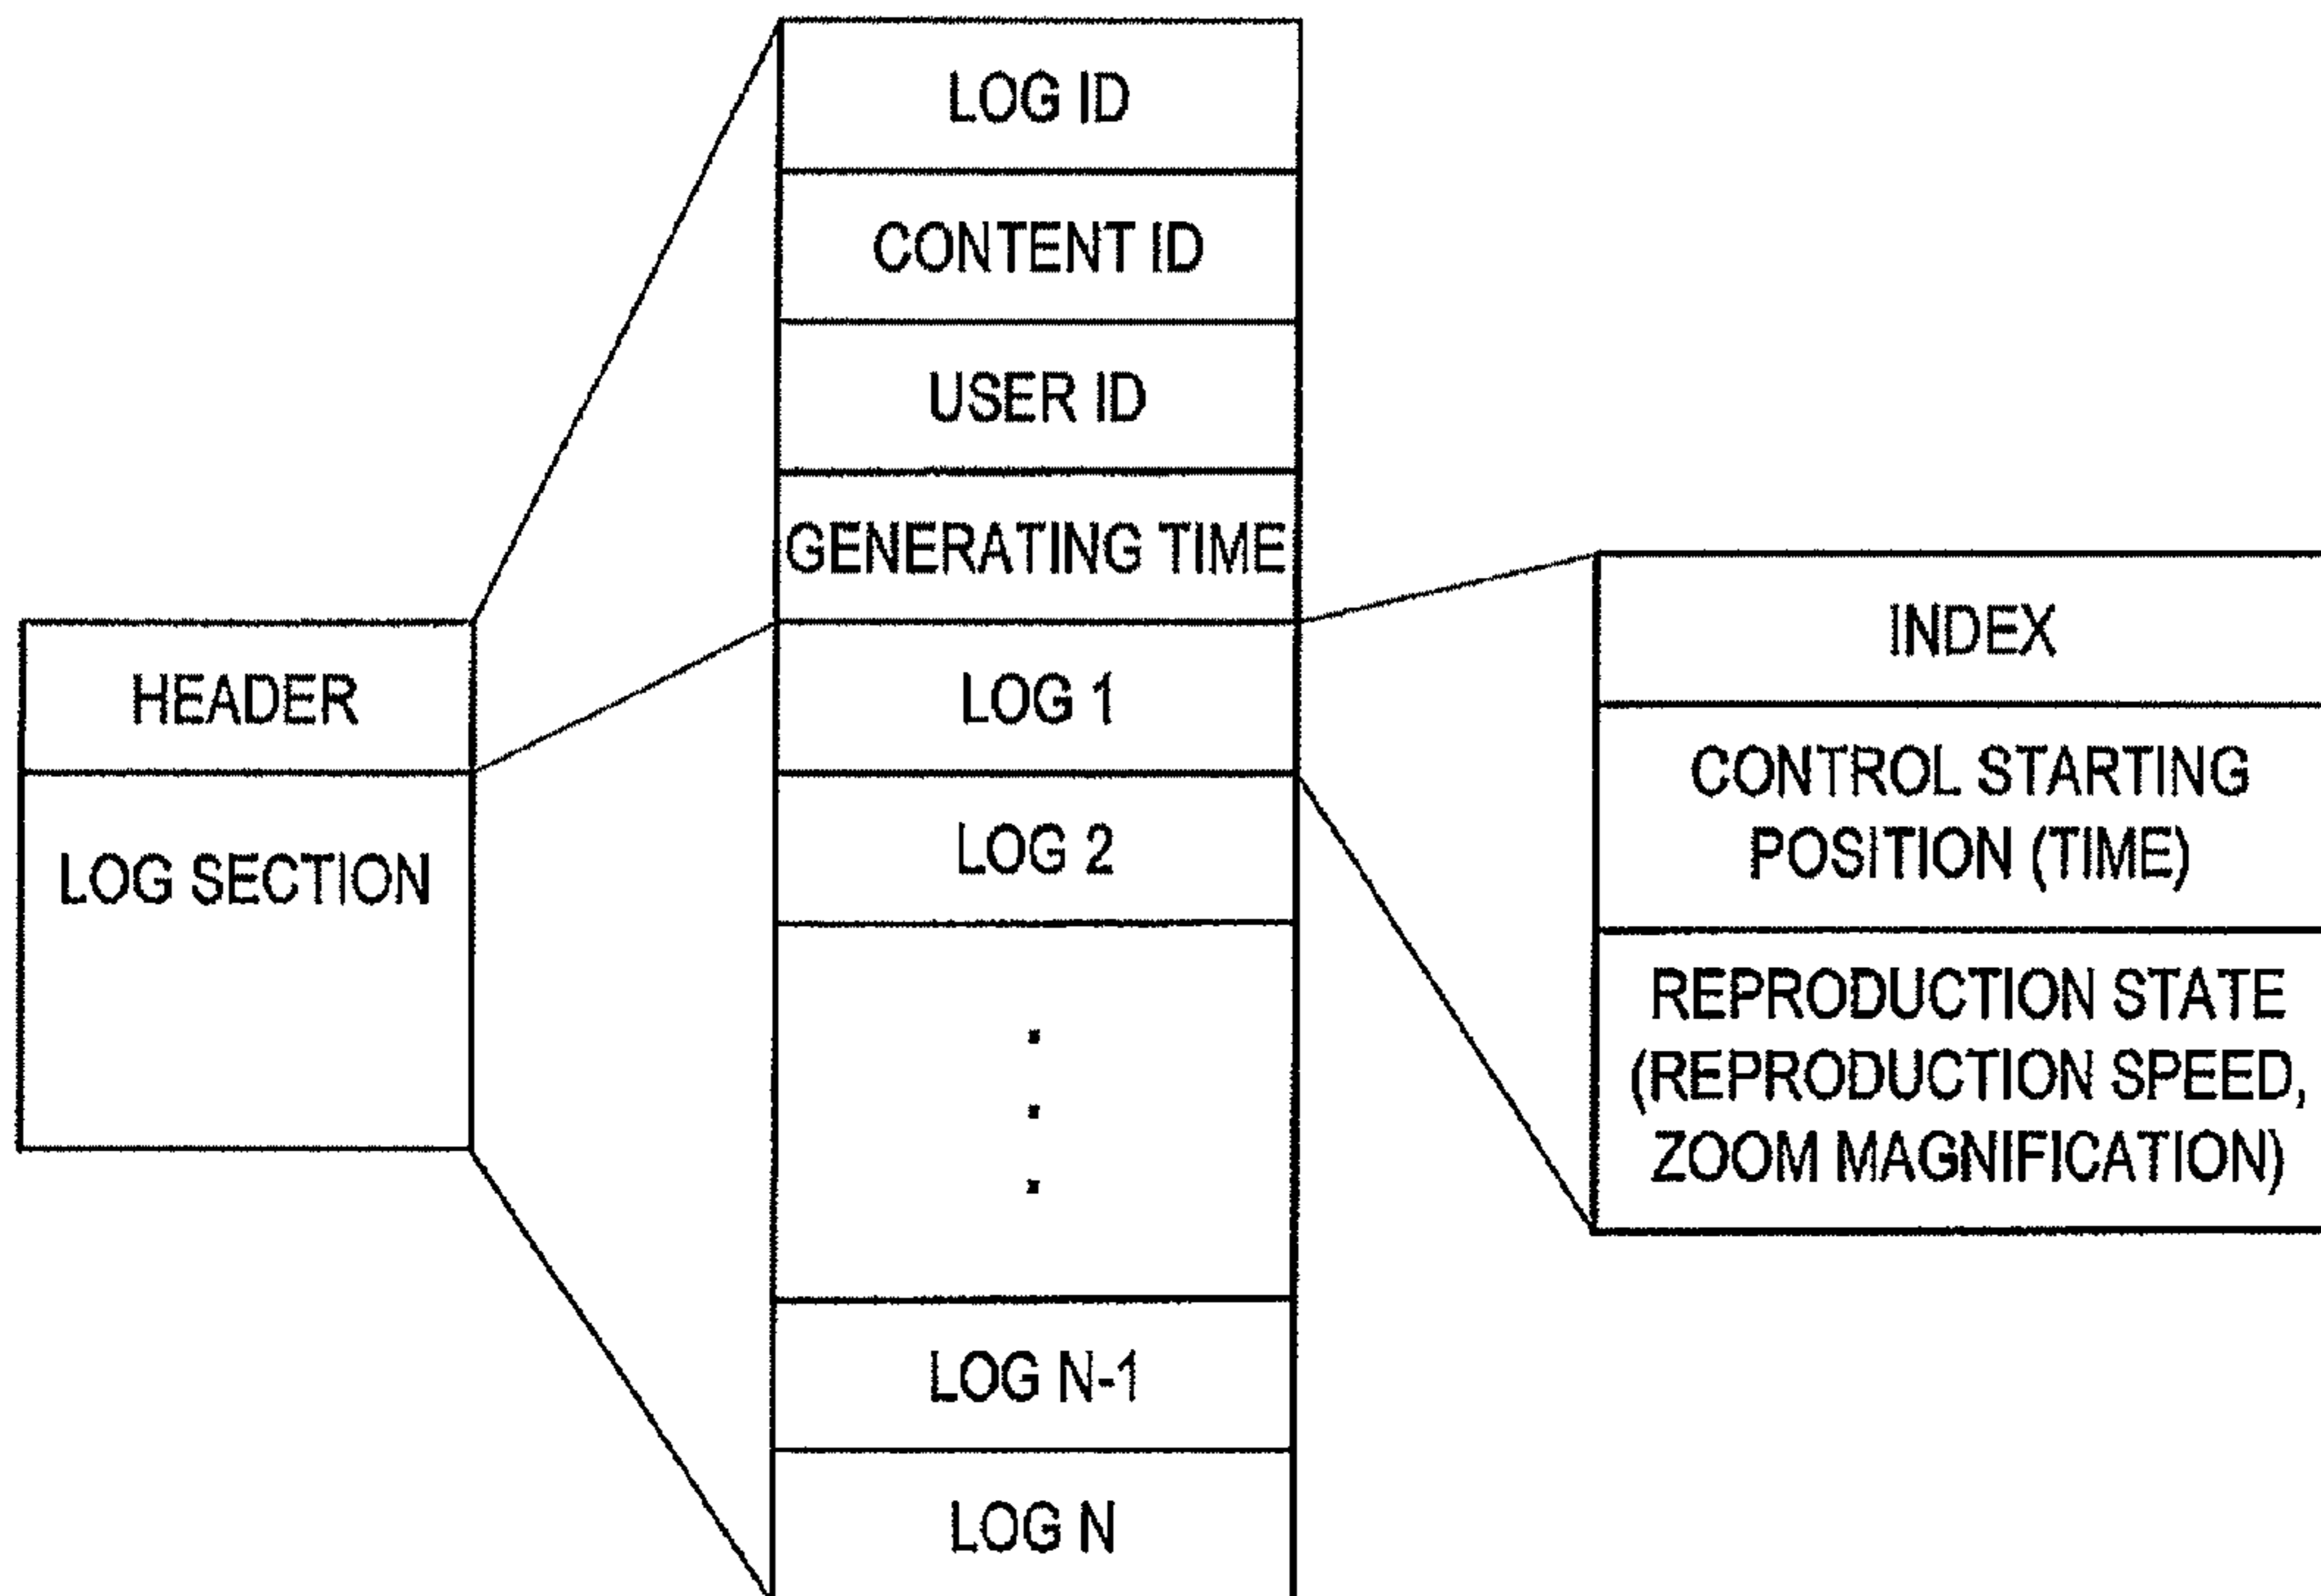 HEADER
LOG SECTION
LOG ID
CONTENT ID
USER ID
GENERATING TIME
LOG 1
LOG 2
LOG N-1
LOG N
INDEX
CONTROL STARTING
POSITION (TIME)
REPRODUCTION STATE
(REPRODUCTION SPEED,
ZOOM MAGNIFICATION)